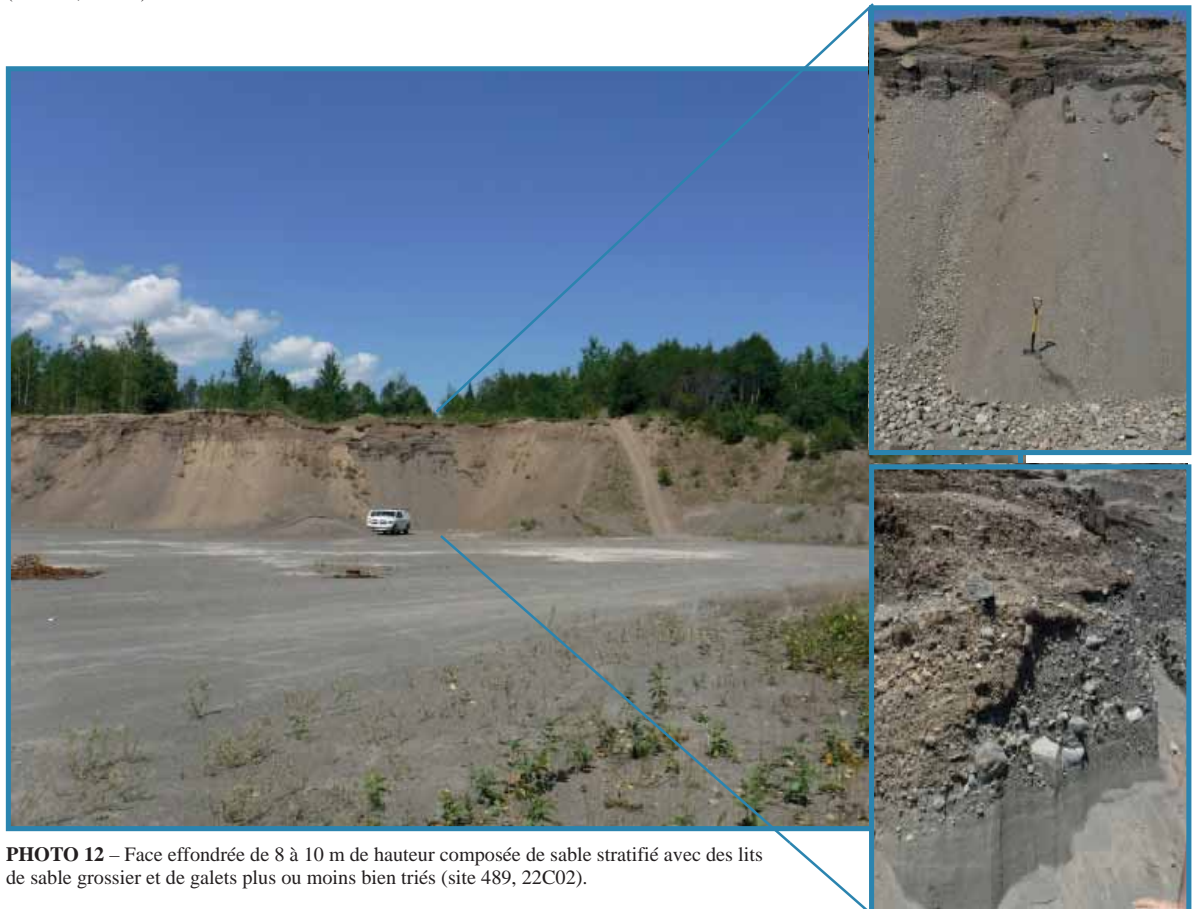 PHOTO 12 – Face effondrée de 8 à 10 m de hauteur composée de sable stratifié avec des lits
de sable grossier et de galets plus ou moins bien triés (site 489, 22C02).